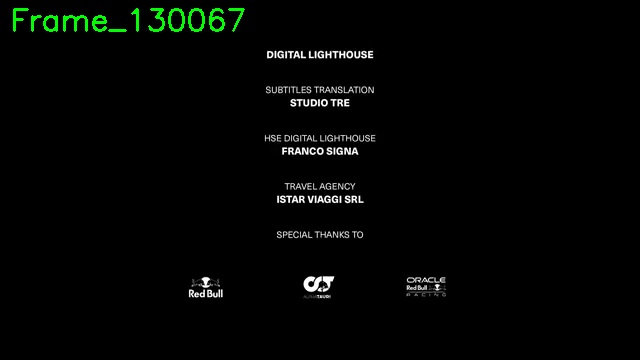 Frame_130067
DIGITAL LIGHTHOUSE
SUBTITLES TRANSLATION
STUDIO TRE
HSE DIGITAL LIGHTHOUSE
FRANCO SIGNA
TRAVEL AGENCY
ISTAR VIAGGI SRL
SPECIAL THANKS TO
Red Bull
ALPHATAURI
ORACLE
Red Bull
RACING